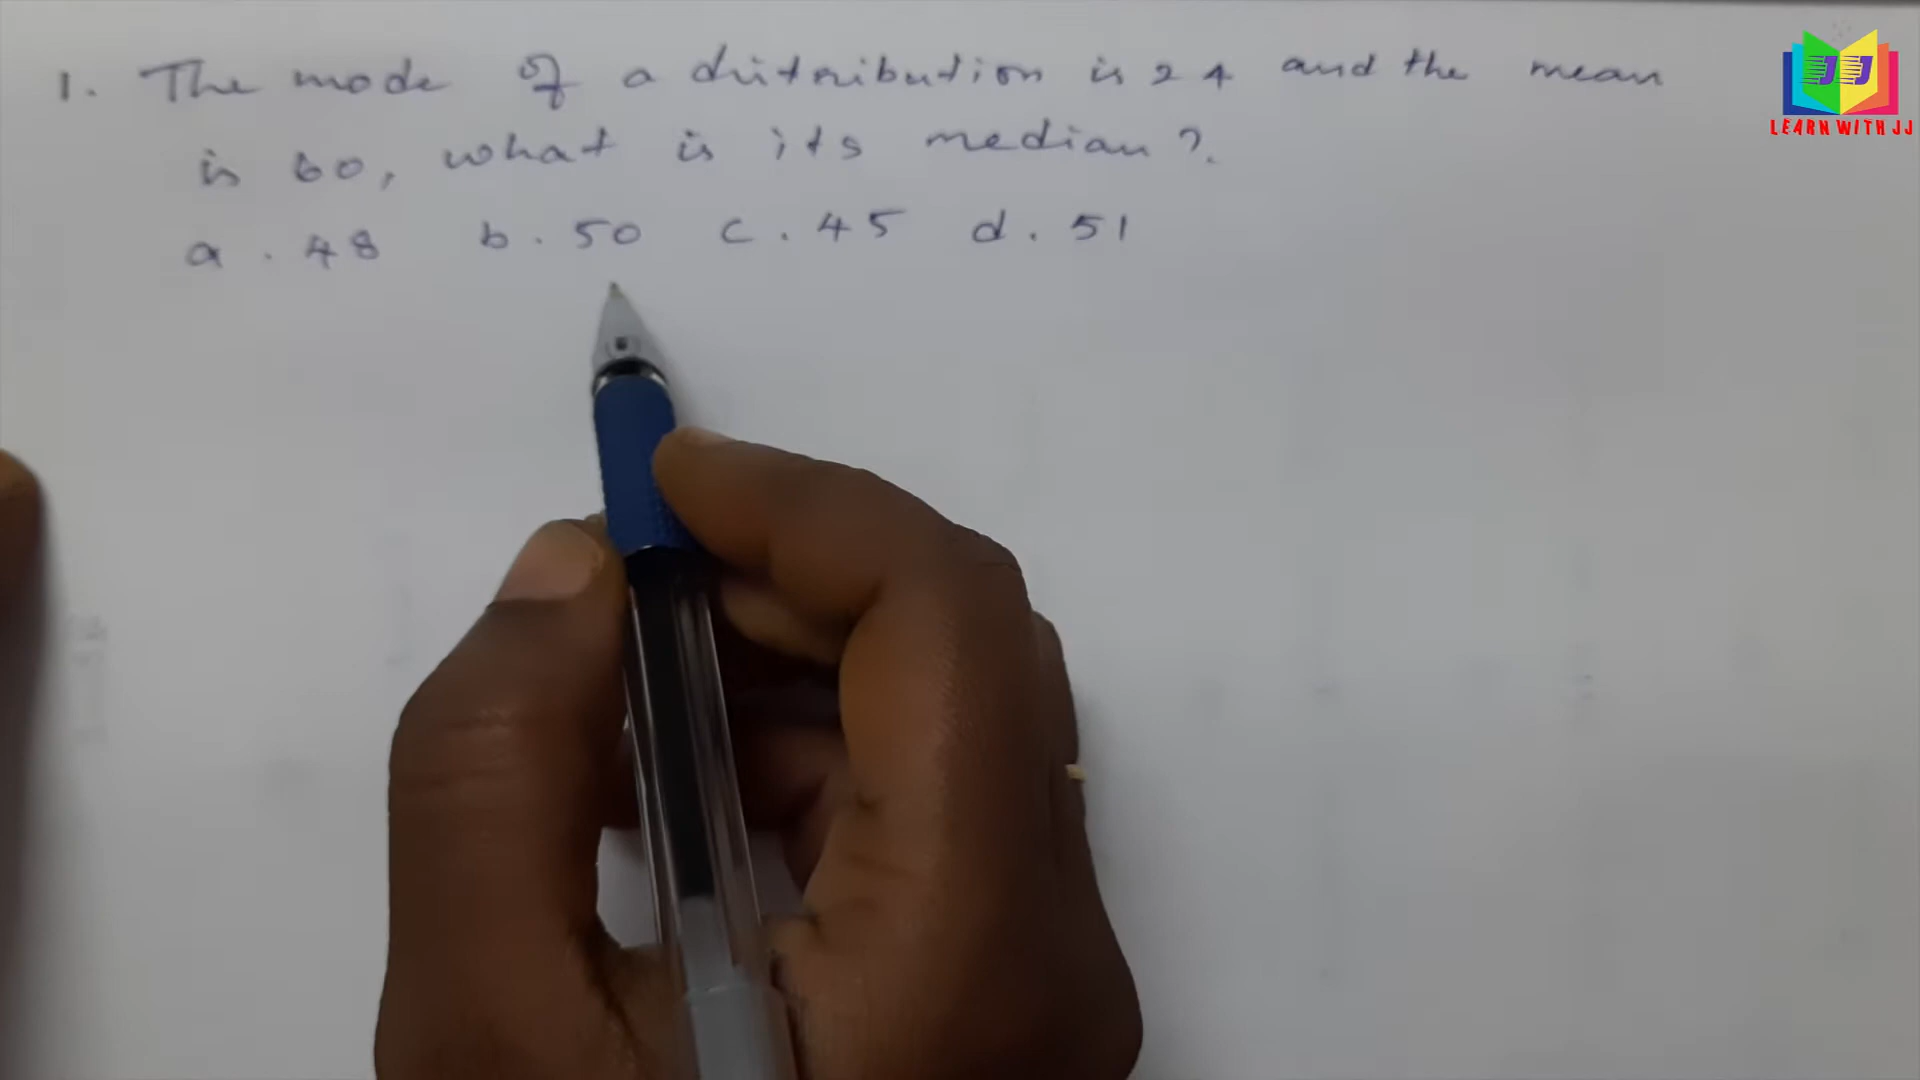 1. The mode of a distribution is 24 and the mean
is 60, what is its median?.
a. 48 b. 50 c. 45 d. 51
JJ
LEARN WITH JJ